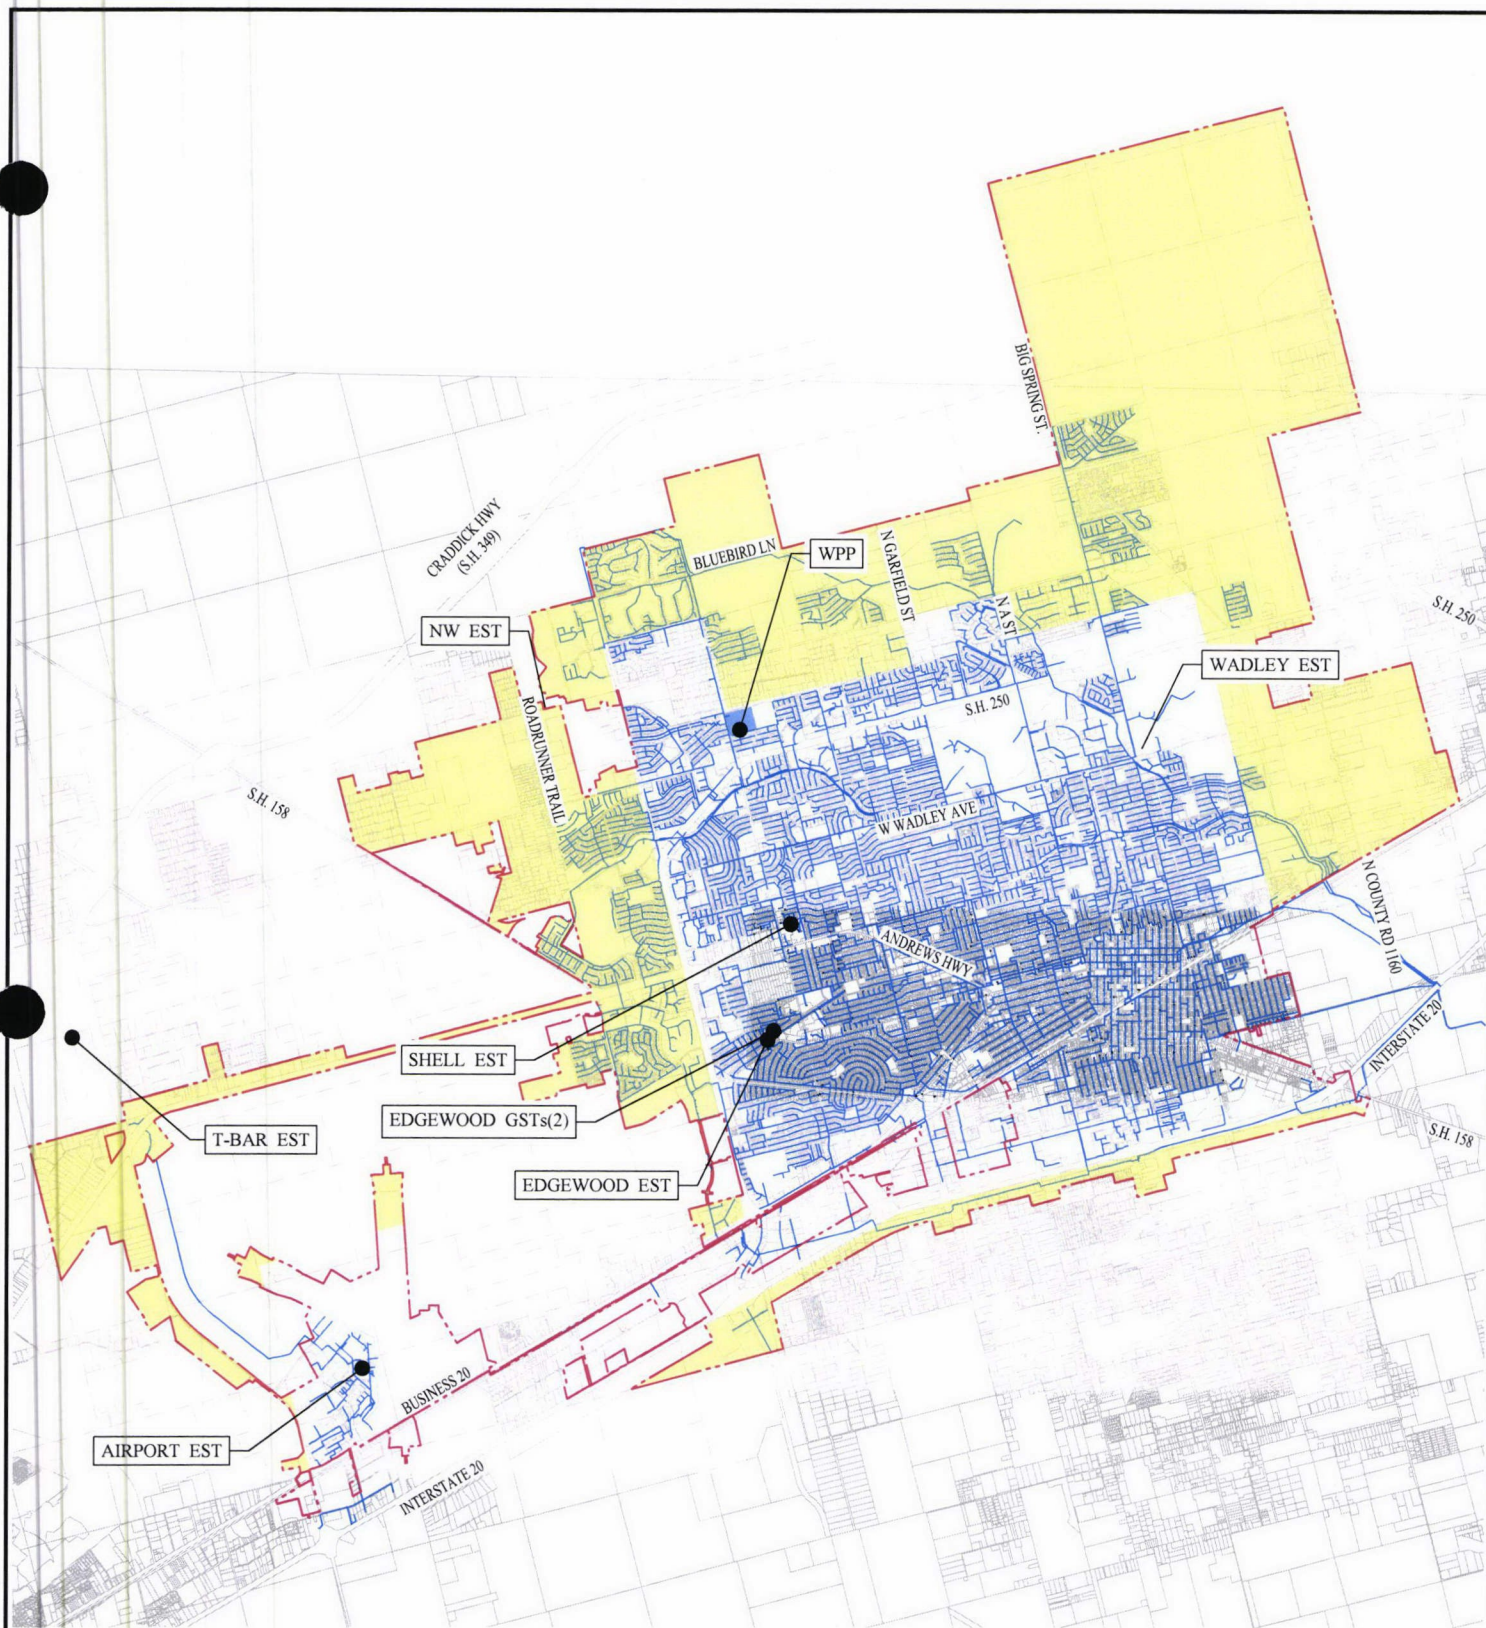 BIG SPRING ST.
CRADDICK HWY
(S.H. 349)
BLUEBIRD LN
WPP
N GARFIELD ST
N A ST
S.H. 250
NW EST
WADLEY EST
S.H. 250
ROADRUNNER TRAIL
S.H. 158
W WADLEY AVE
N COUNTY RD 1160
ANDREWS HWY
INTERSTATE 20
SHELL EST
EDGEWOOD GSTs(2)
T-BAR EST
S.H. 158
EDGEWOOD EST
BUSINESS 20
AIRPORT EST
INTERSTATE 20